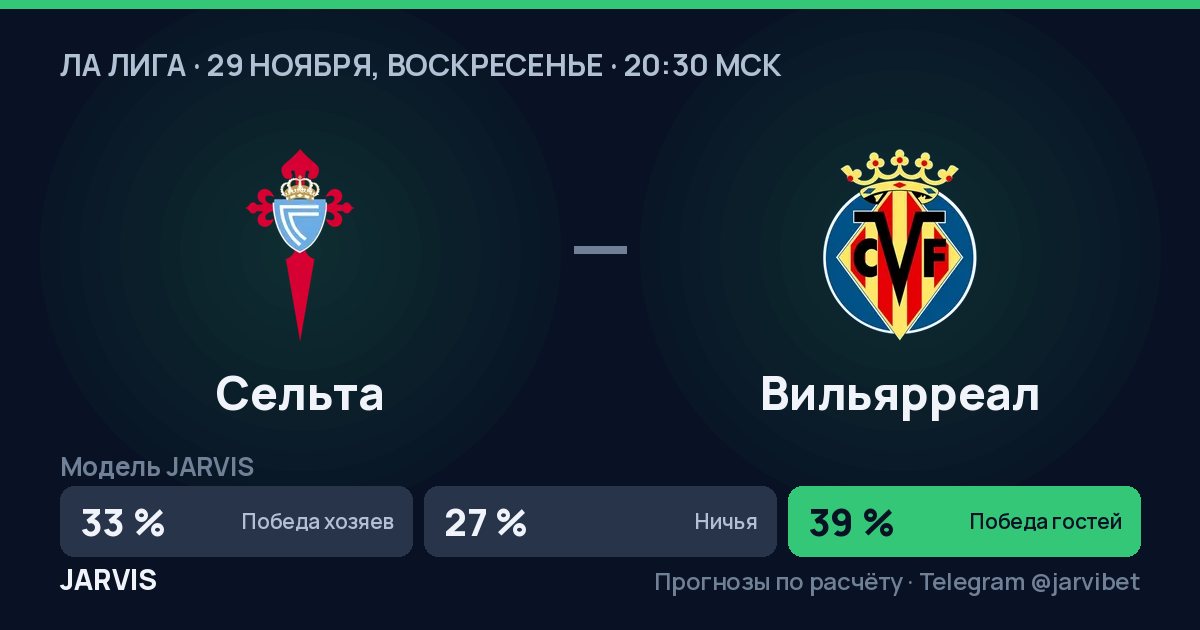 ЛА ЛИГА · 29 НОЯБРЯ, ВОСКРЕСЕНЬЕ · 20:30 МСК
CVF
—
Сельта
Вильярреал
Модель JARVIS
33 % Победа хозяев
27 % Ничья
39 % Победа гостей
JARVIS
Прогнозы по расчёту · Telegram @jarvibet